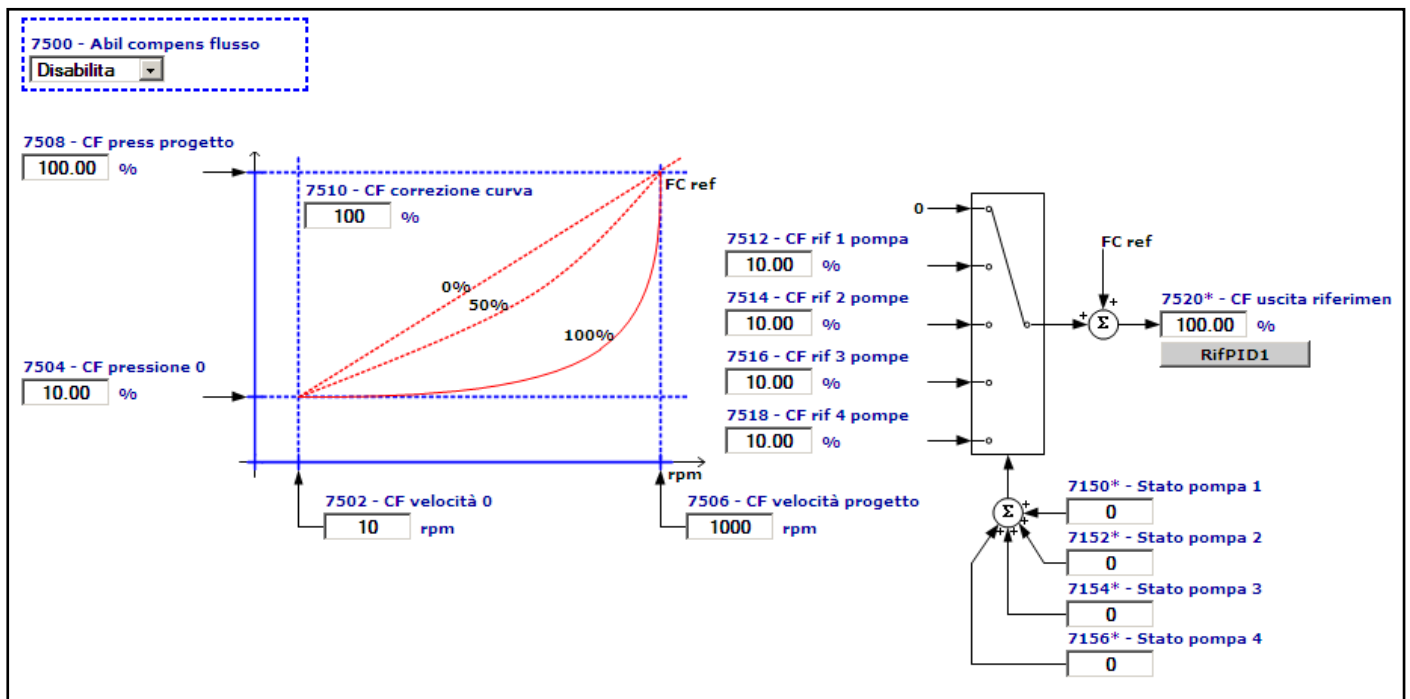 7500 - Abil compens flusso
Disabilita
7508 - CF press progetto
100.00 %
7510 - CF correzione curva
100 %
FC ref
0%
50%
100%
7504 - CF pressione 0
10.00 %
rpm
7502 - CF velocità 0
10 rpm
7506 - CF velocità progetto
1000 rpm
0
7512 - CF rif 1 pompa
10.00 %
7514 - CF rif 2 pompe
10.00 %
7516 - CF rif 3 pompe
10.00 %
7518 - CF rif 4 pompe
10.00 %
FC ref
+
+
Σ
7520* - CF uscita riferimen
100.00 %
RifPID1
Σ
+
+
+ +
7150* - Stato pompa 1
0
7152* - Stato pompa 2
0
7154* - Stato pompa 3
0
7156* - Stato pompa 4
0